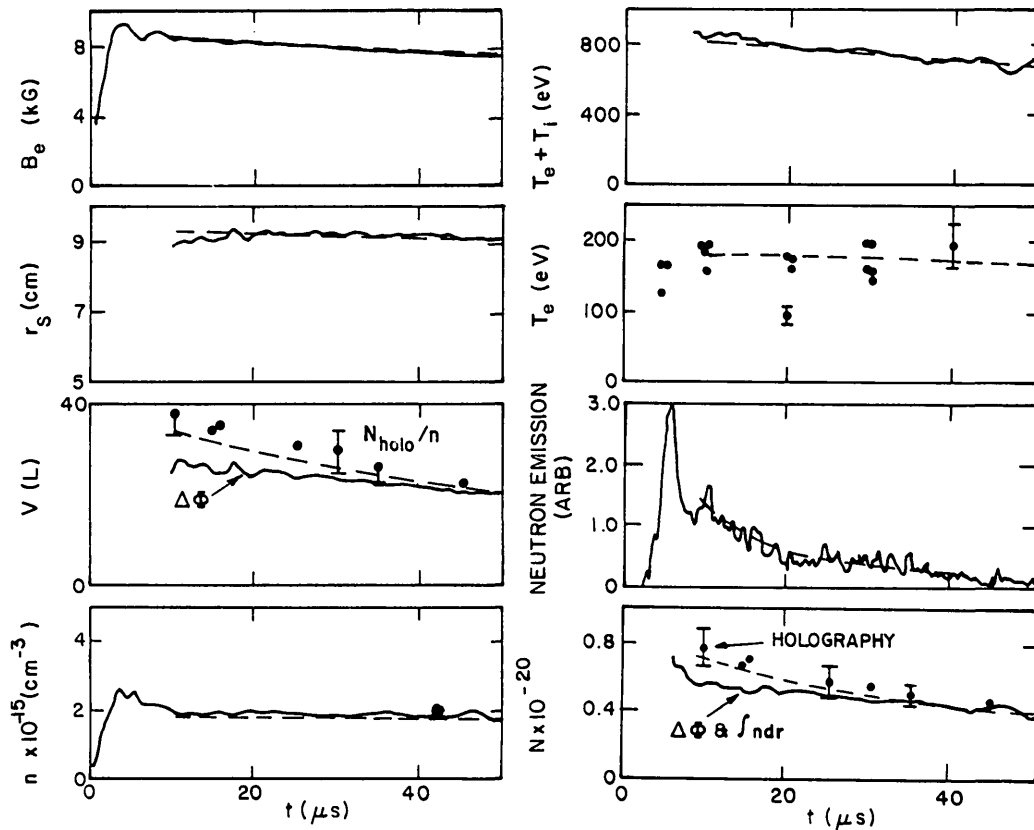 B_e (kG)
8
4
0
r_s (cm)
9
7
5
V (L)
40
0
N_holo/n
ΔΦ
n x10^-15 (cm^-3)
4
2
0
0
20
40
t (μs)
T_e + T_i (eV)
800
400
0
T_e (eV)
200
100
0
NEUTRON EMISSION
(ARB)
3.0
2.0
1.0
0
N x 10^-20
0.8
0.4
0
HOLOGRAPHY
ΔΦ & ∫ndr
0
20
40
t (μs)